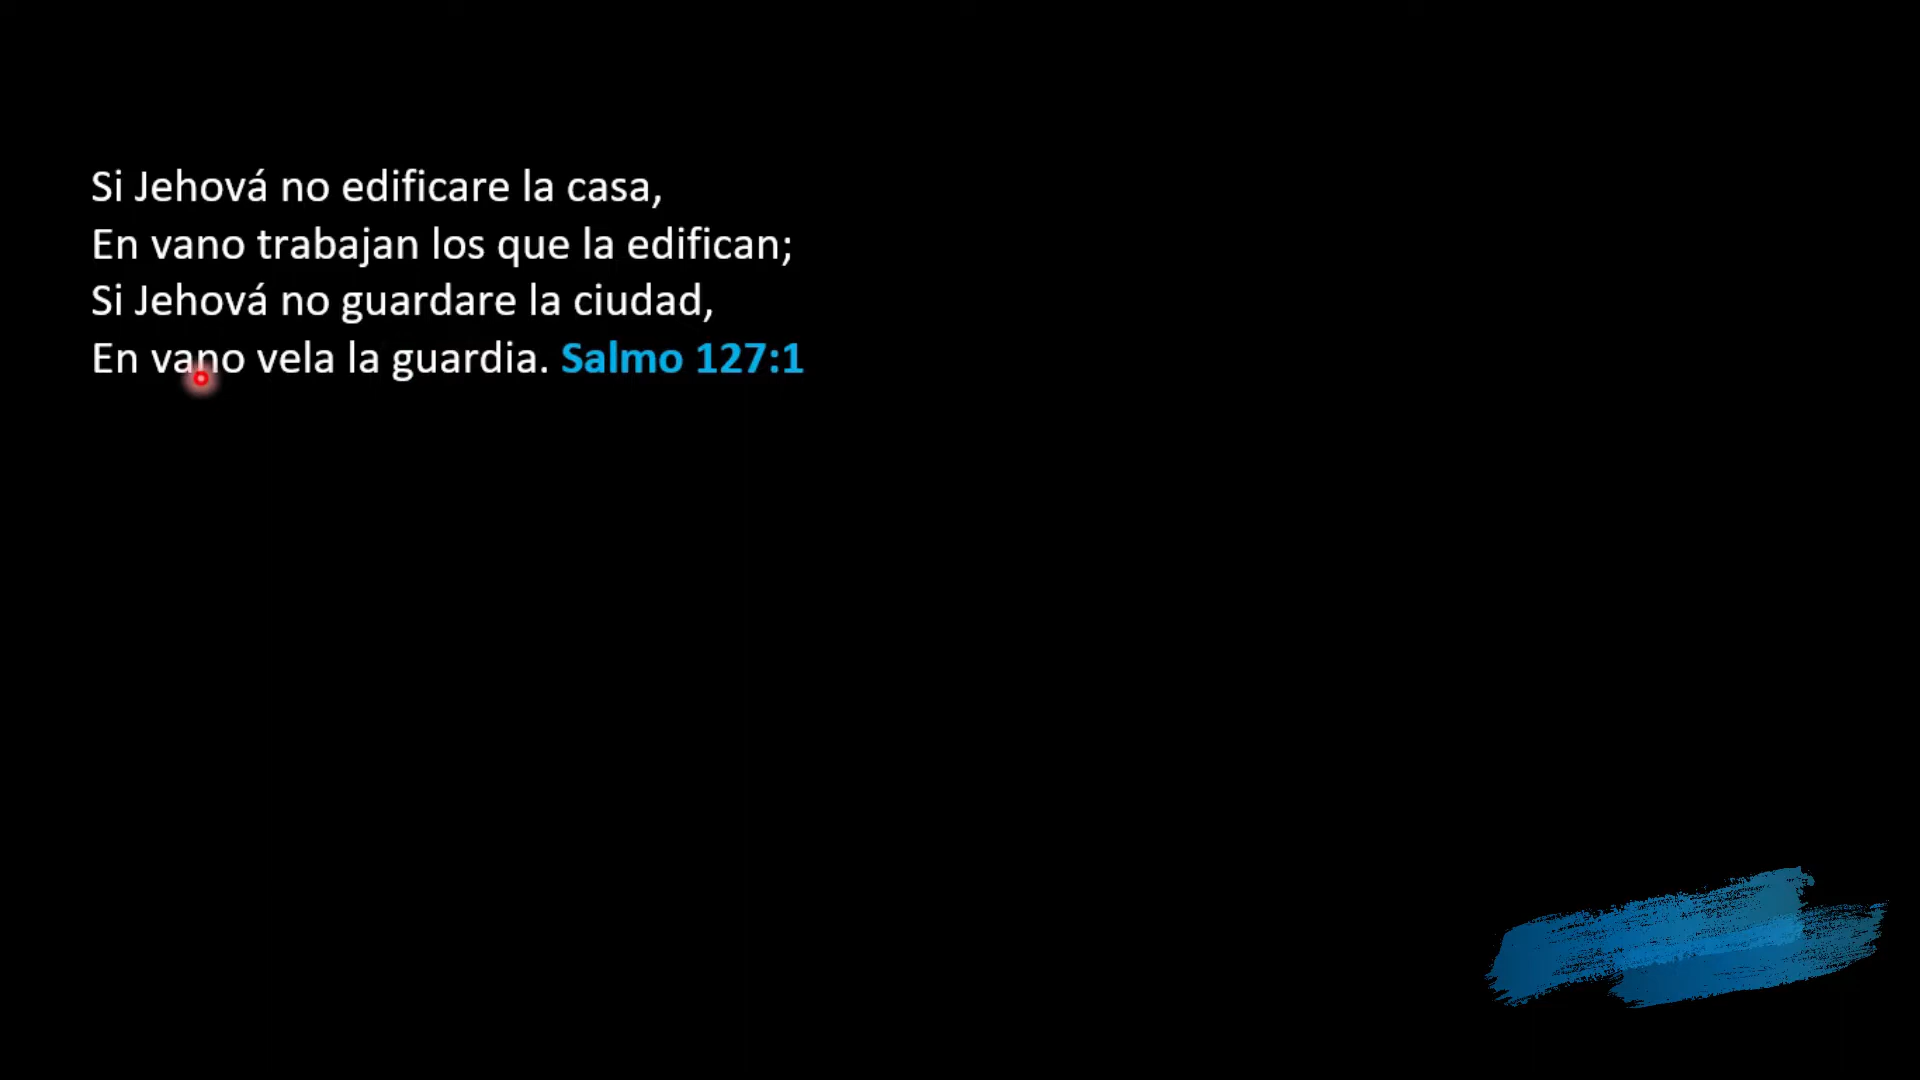 Si Jehová no edificare la casa,
En vano trabajan los que la edifican;
Si Jehová no guardare la ciudad,
En vano vela la guardia. Salmo 127:1